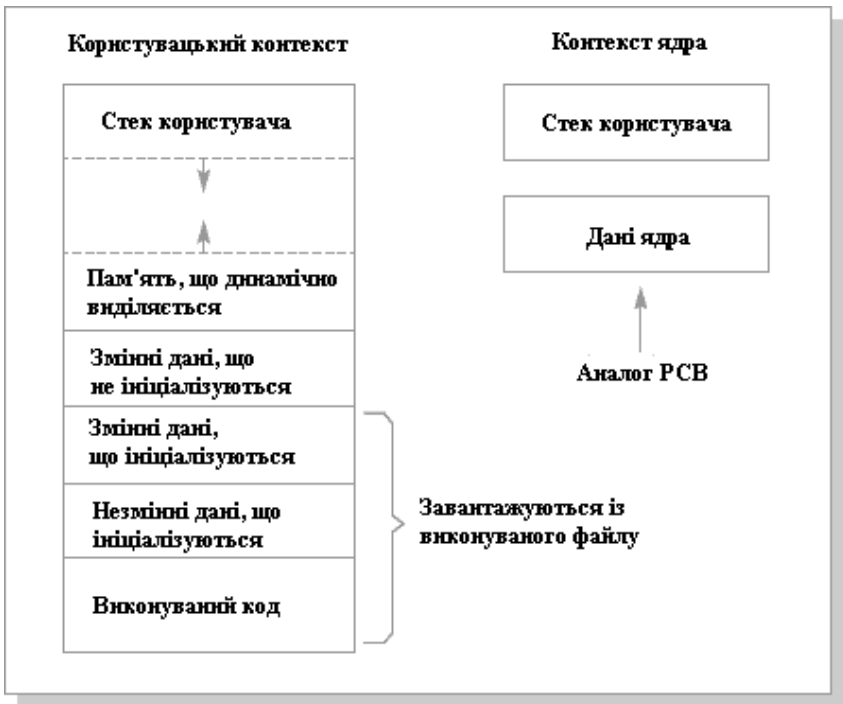 Користувацький контекст
Стек користувача
Пам'ять, що динамічно
виділяється
Змінні дані, що
не ініціалізуються
Змінні дані,
що ініціалізуються
Незмінні дані, що
ініціалізуються
Виконуваний код
Завантажуються із
виконуваного файлу
Контекст ядра
Стек користувача
Дані ядра
Аналог PCB